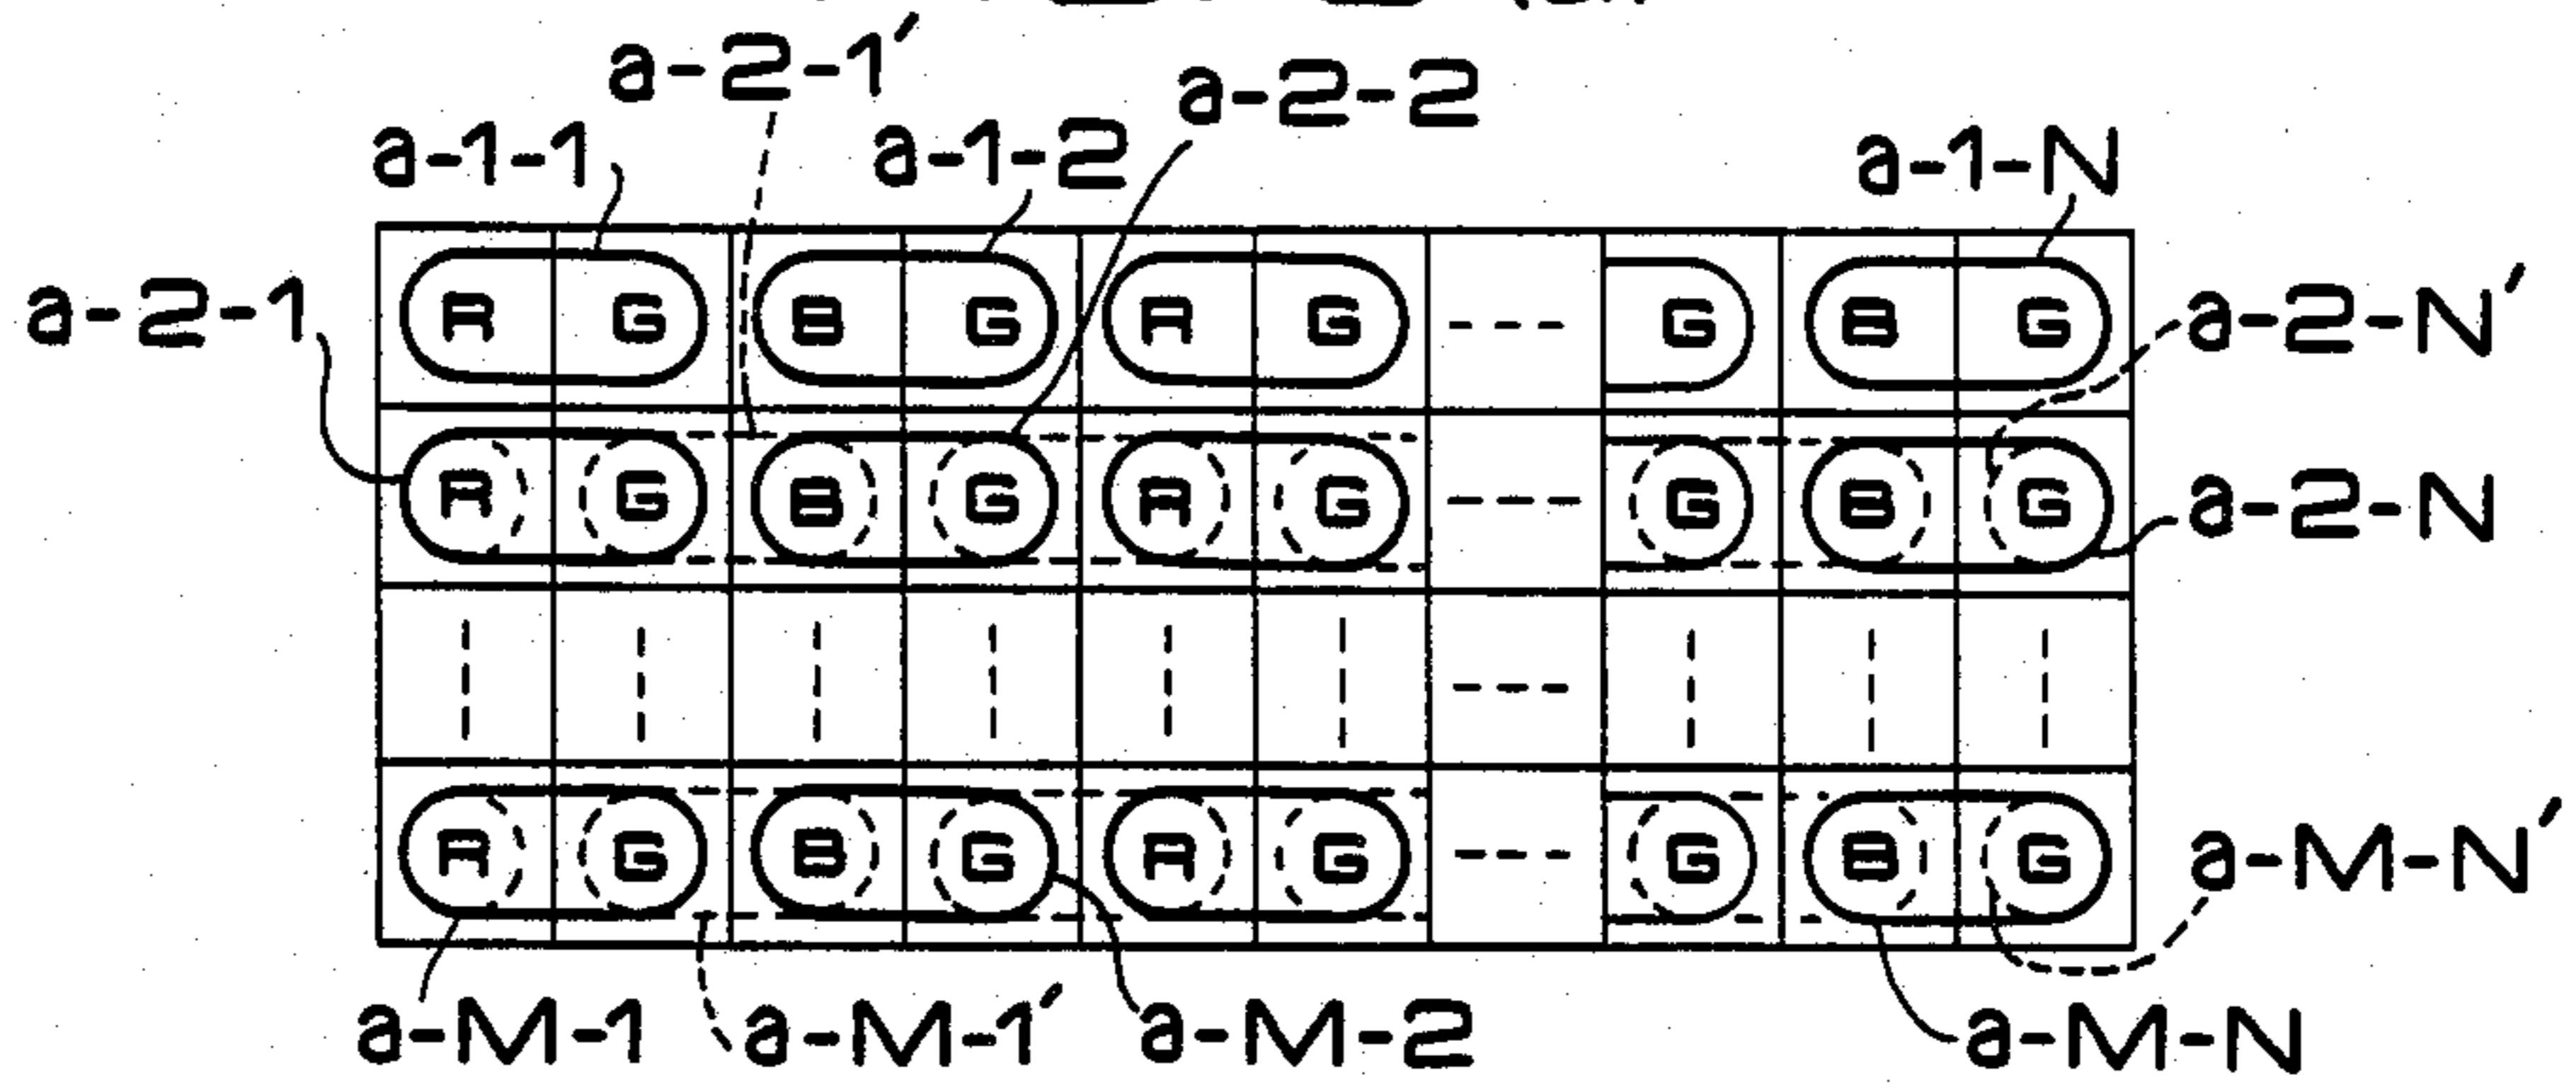 a-2-1′ a-2-2
a-1-1 a-1-2 a-1-N
a-2-1 R G B G R G --- G B G a-2-N′
R G B G R G ---- G B G a-2-N
---
R G B G R G --- G B G a-M-N′
a-M-1 a-M-1′ a-M-2 a-M-N